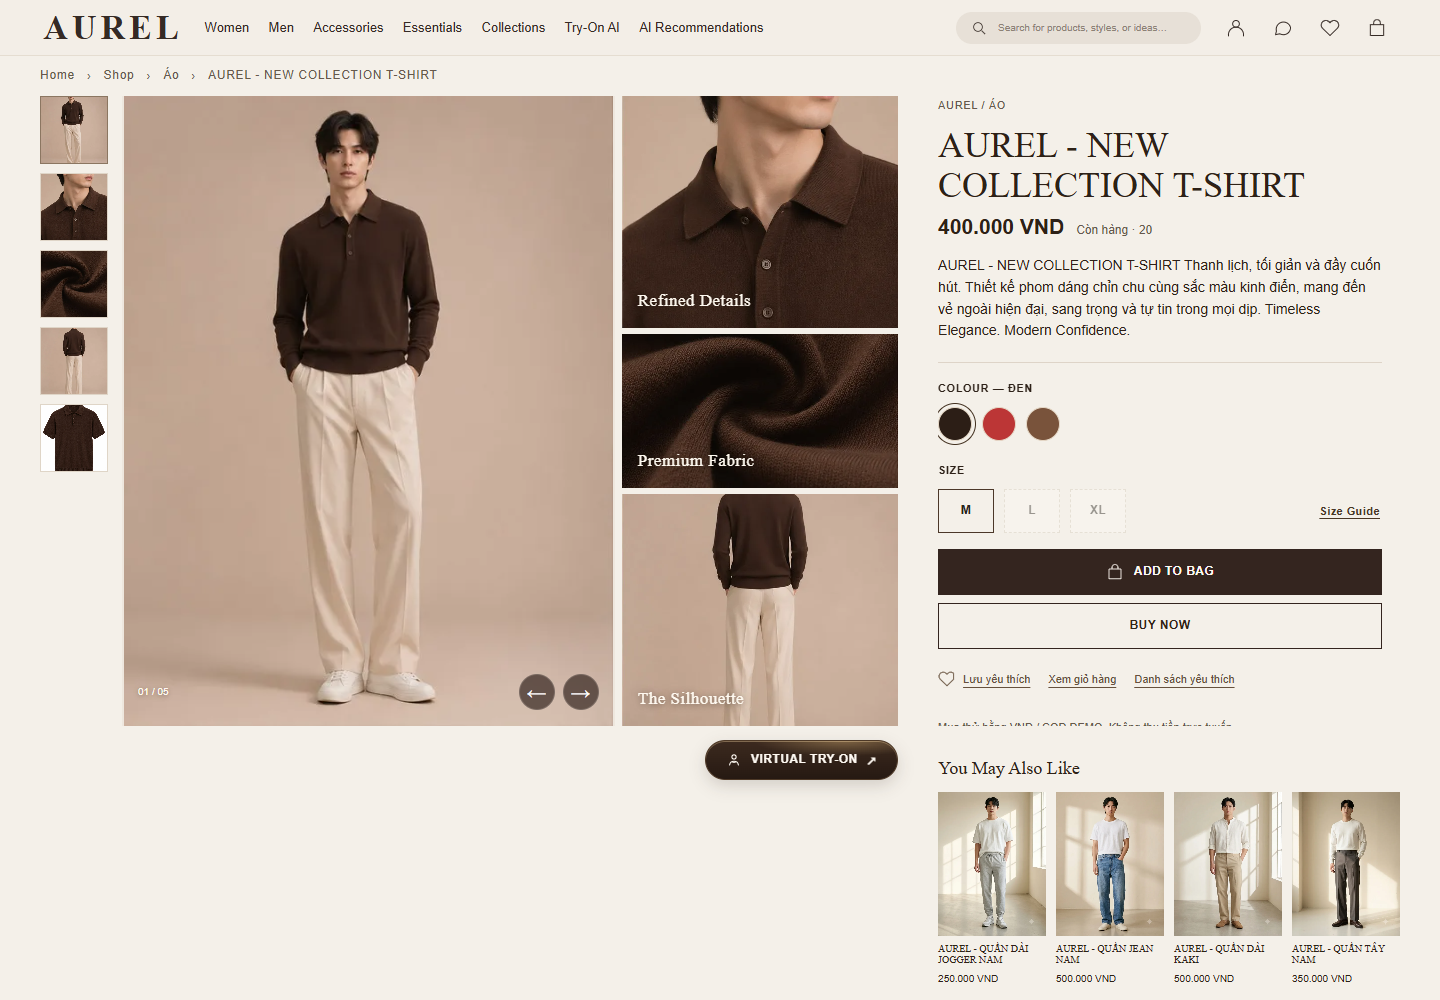 AUREL
Women Men Accessories Essentials Collections Try-On AI AI Recommendations
Search for products, styles, or ideas...
Home › Shop › Áo › AUREL - NEW COLLECTION T-SHIRT
Refined Details
Premium Fabric
The Silhouette
01 / 05
← →
VIRTUAL TRY-ON ↗
AUREL / ÁO
AUREL - NEW
COLLECTION T-SHIRT
400.000 VND Còn hàng · 20
AUREL - NEW COLLECTION T-SHIRT Thanh lịch, tối giản và đầy cuốn
hút. Thiết kế phom dáng chỉn chu cùng sắc màu kinh điển, mang đến
vẻ ngoài hiện đại, sang trọng và tự tin trong mọi dịp. Timeless
Elegance. Modern Confidence.
COLOUR — ĐEN
SIZE
M L XL Size Guide
ADD TO BAG
BUY NOW
Lưu yêu thích Xem giỏ hàng Danh sách yêu thích
You May Also Like
AUREL - QUẦN DÀI
JOGGER NAM
250.000 VND
AUREL - QUẦN JEAN
NAM
500.000 VND
AUREL - QUẦN DÀI
KAKI
500.000 VND
AUREL - QUẦN TÂY
NAM
350.000 VND